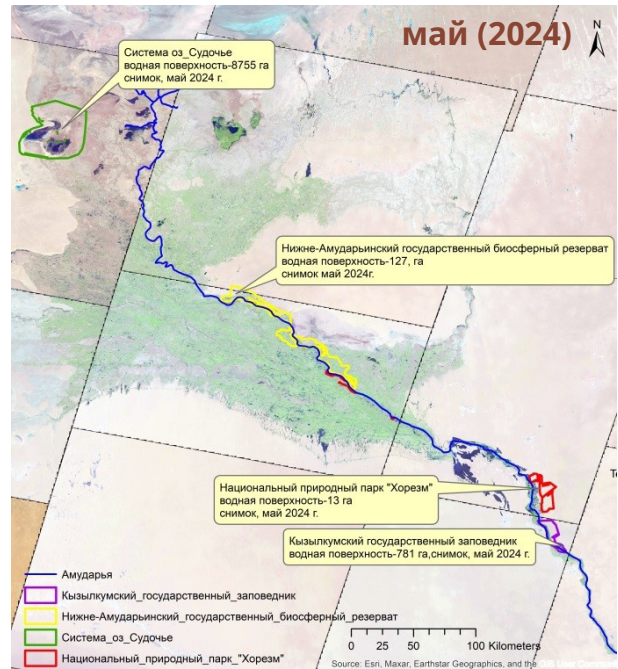 май (2024)
N
Система оз_Судочье
водная поверхность-8755 га
снимок, май 2024 г.
Нижне-Амударьинский государственный биосферный резерват
водная поверхность-127, га
снимок май 2024г.
Национальный природный парк "Хорезм"
водная поверхность-13 га
снимок, май 2024 г.
Кызылкумский государственный заповедник
водная поверхность-781 га,снимок, май 2024 г.
Амударья
Кызылкумский_государственный_заповедник
Нижне-Амударьинский_государственный_биосферный_резерват
Система_оз_Судочье
Национальный_природный_парк_"Хорезм"
0 25 50 100 Kilometers
Source: Esri, Maxar, Earthstar Geographics, and the GIS User